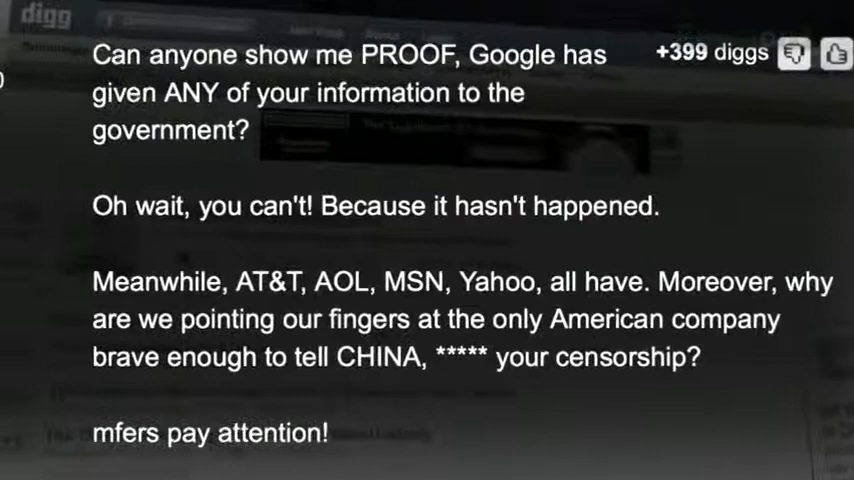 digg
Can anyone show me PROOF, Google has
+399 diggs
given ANY of your information to the
government?
Oh wait, you can't! Because it hasn't happened.
Meanwhile, AT&T, AOL, MSN, Yahoo, all have. Moreover, why
are we pointing our fingers at the only American company
brave enough to tell CHINA, ***** your censorship?
mfers pay attention!